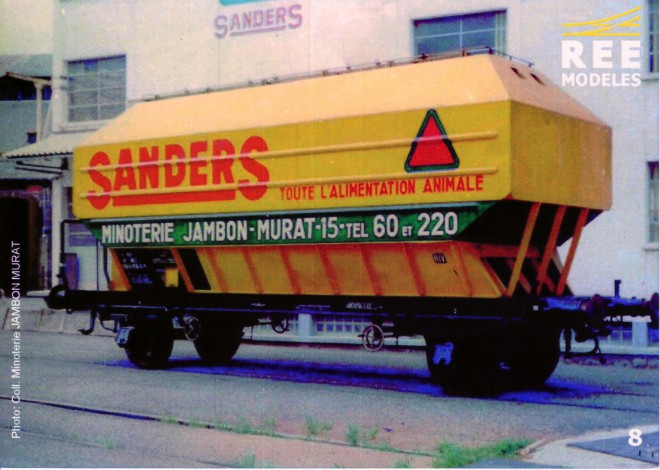 SANDERS
REE
MODELES
SANDERS
TOUTE L'ALIMENTATION ANIMALE
MINOTERIE JAMBON-MURAT-15-TEL 60 ET 220
Photo: Coll. Minoterie JAMBON MURAT
8